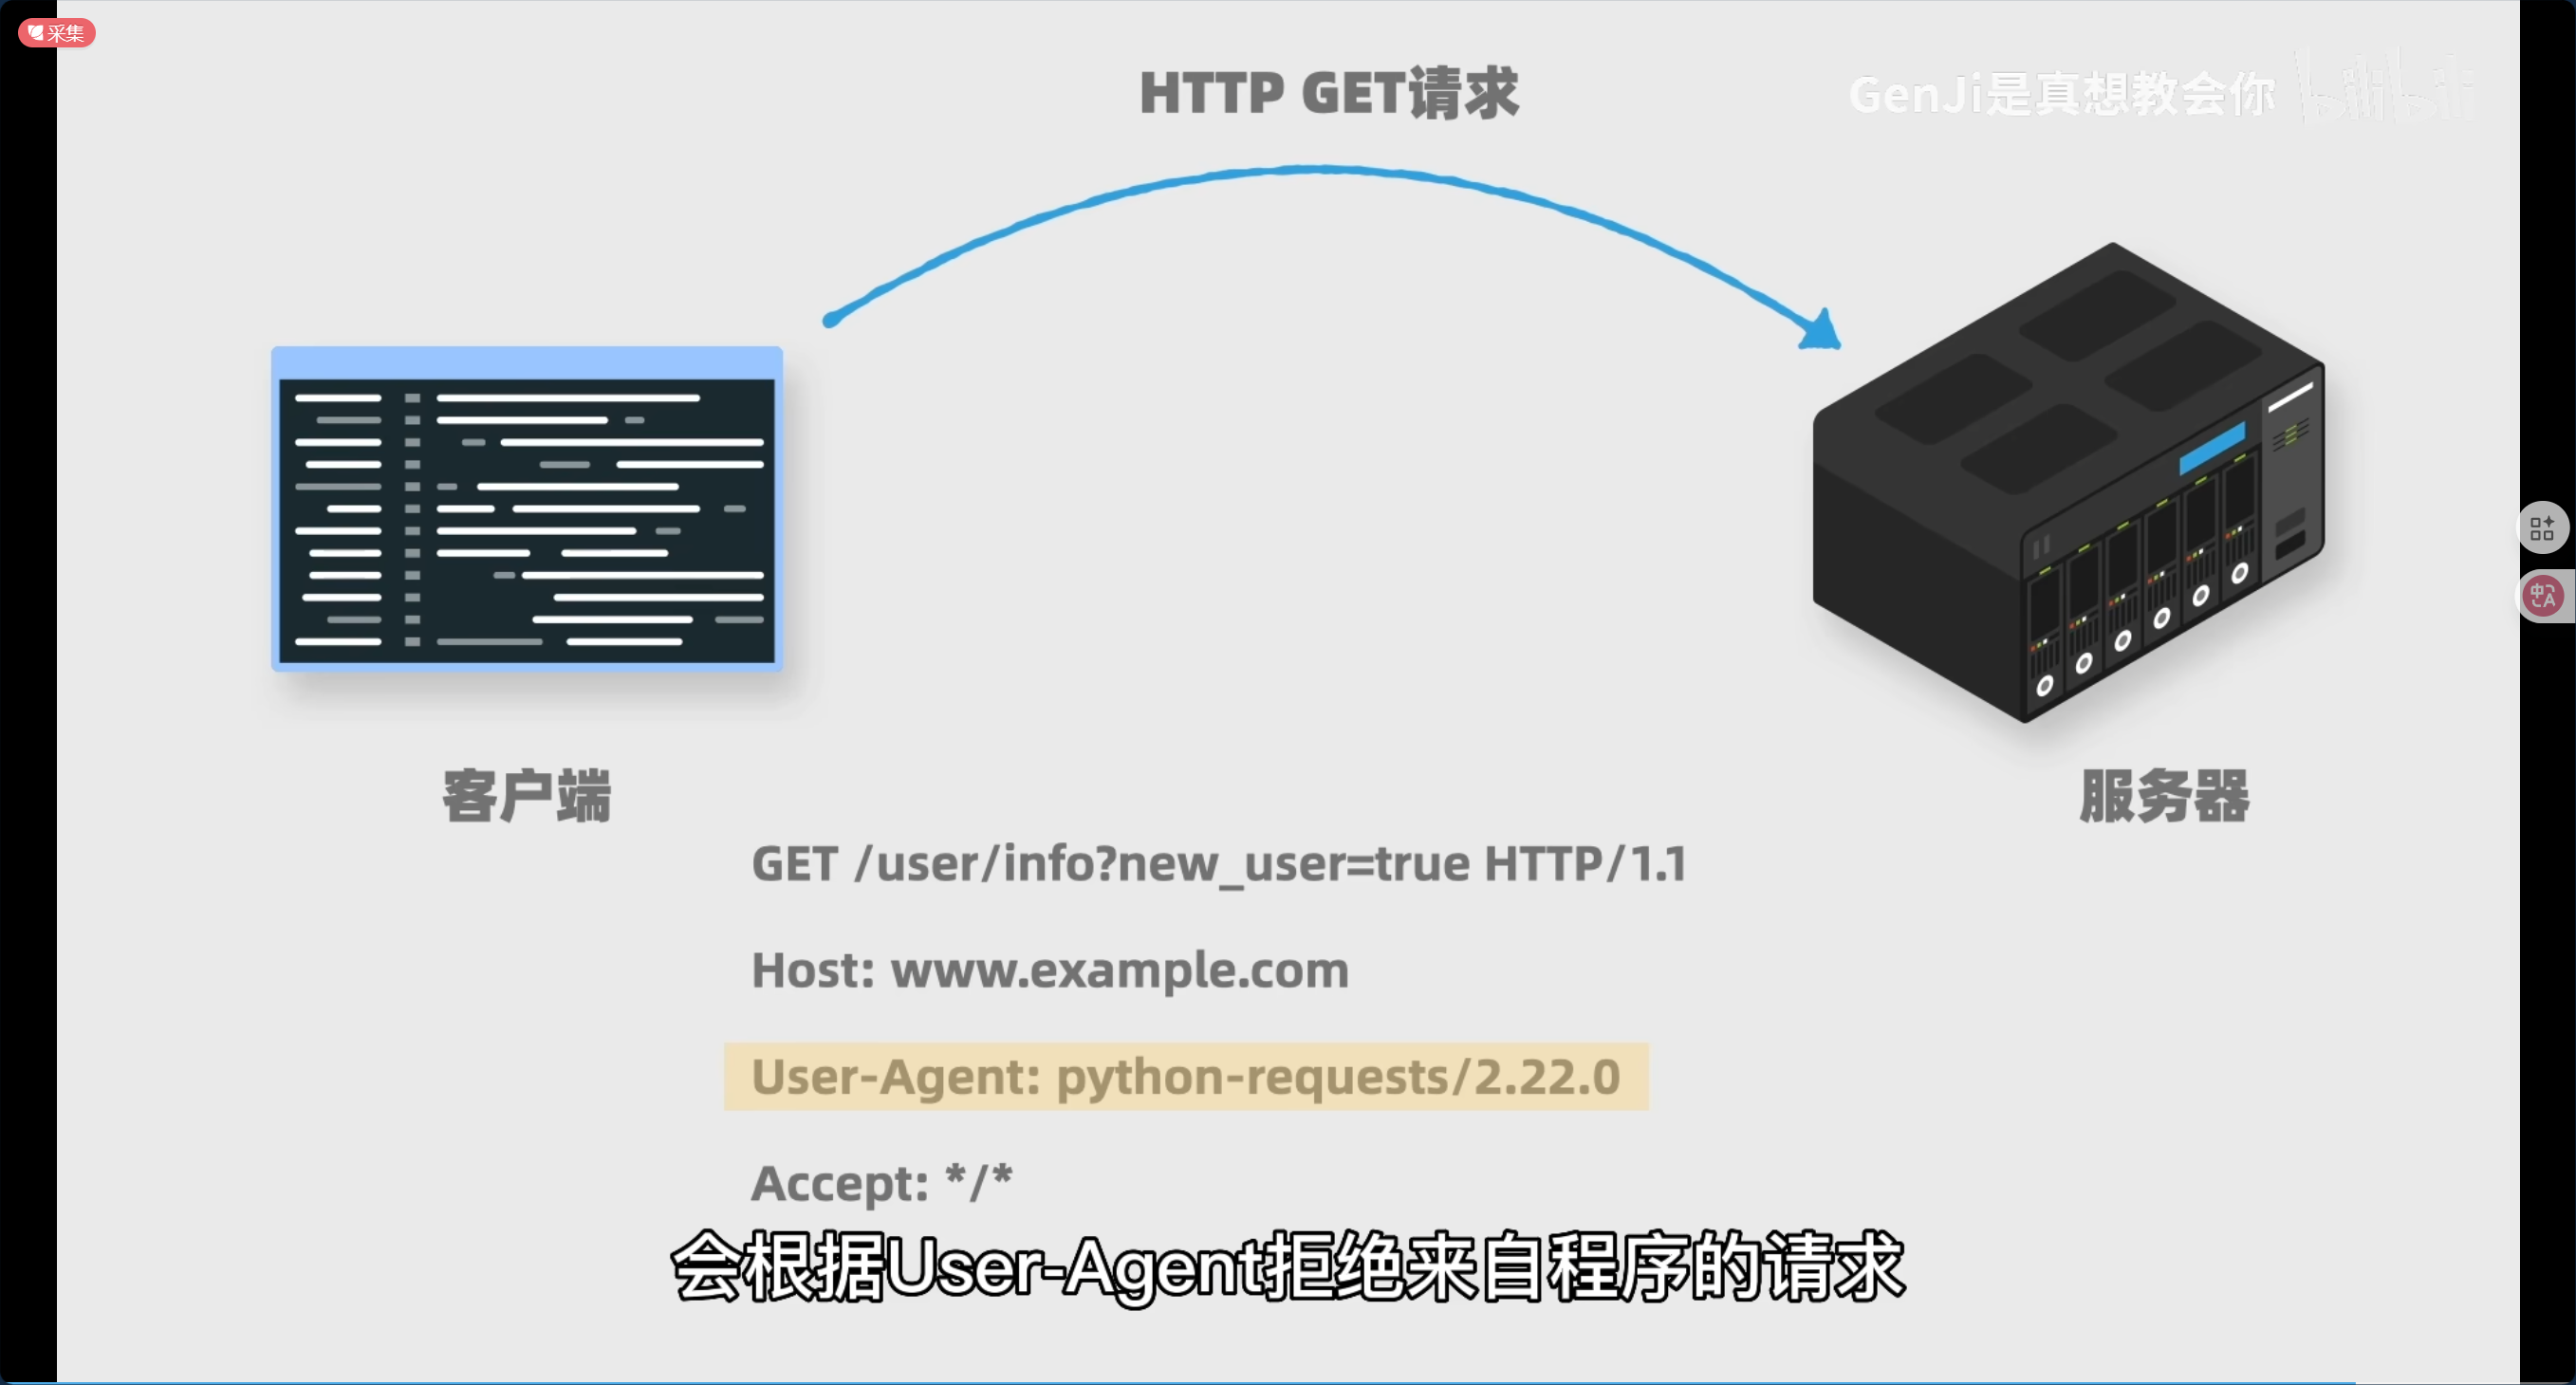 采集
HTTP GET请求
GenJi是真想教会你 bilibili
客户端
服务器
GET /user/info?new_user=true HTTP/1.1
Host: www.example.com
User-Agent: python-requests/2.22.0
Accept: */*
会根据User-Agent拒绝来自程序的请求
中A